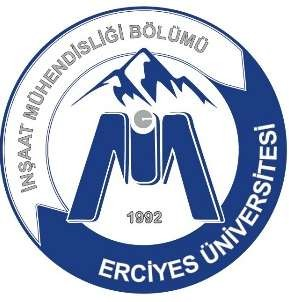 İNŞAAT MÜHENDİSLİĞİ BÖLÜMÜ
İM
1992
ERCİYES ÜNİVERSİTESİ